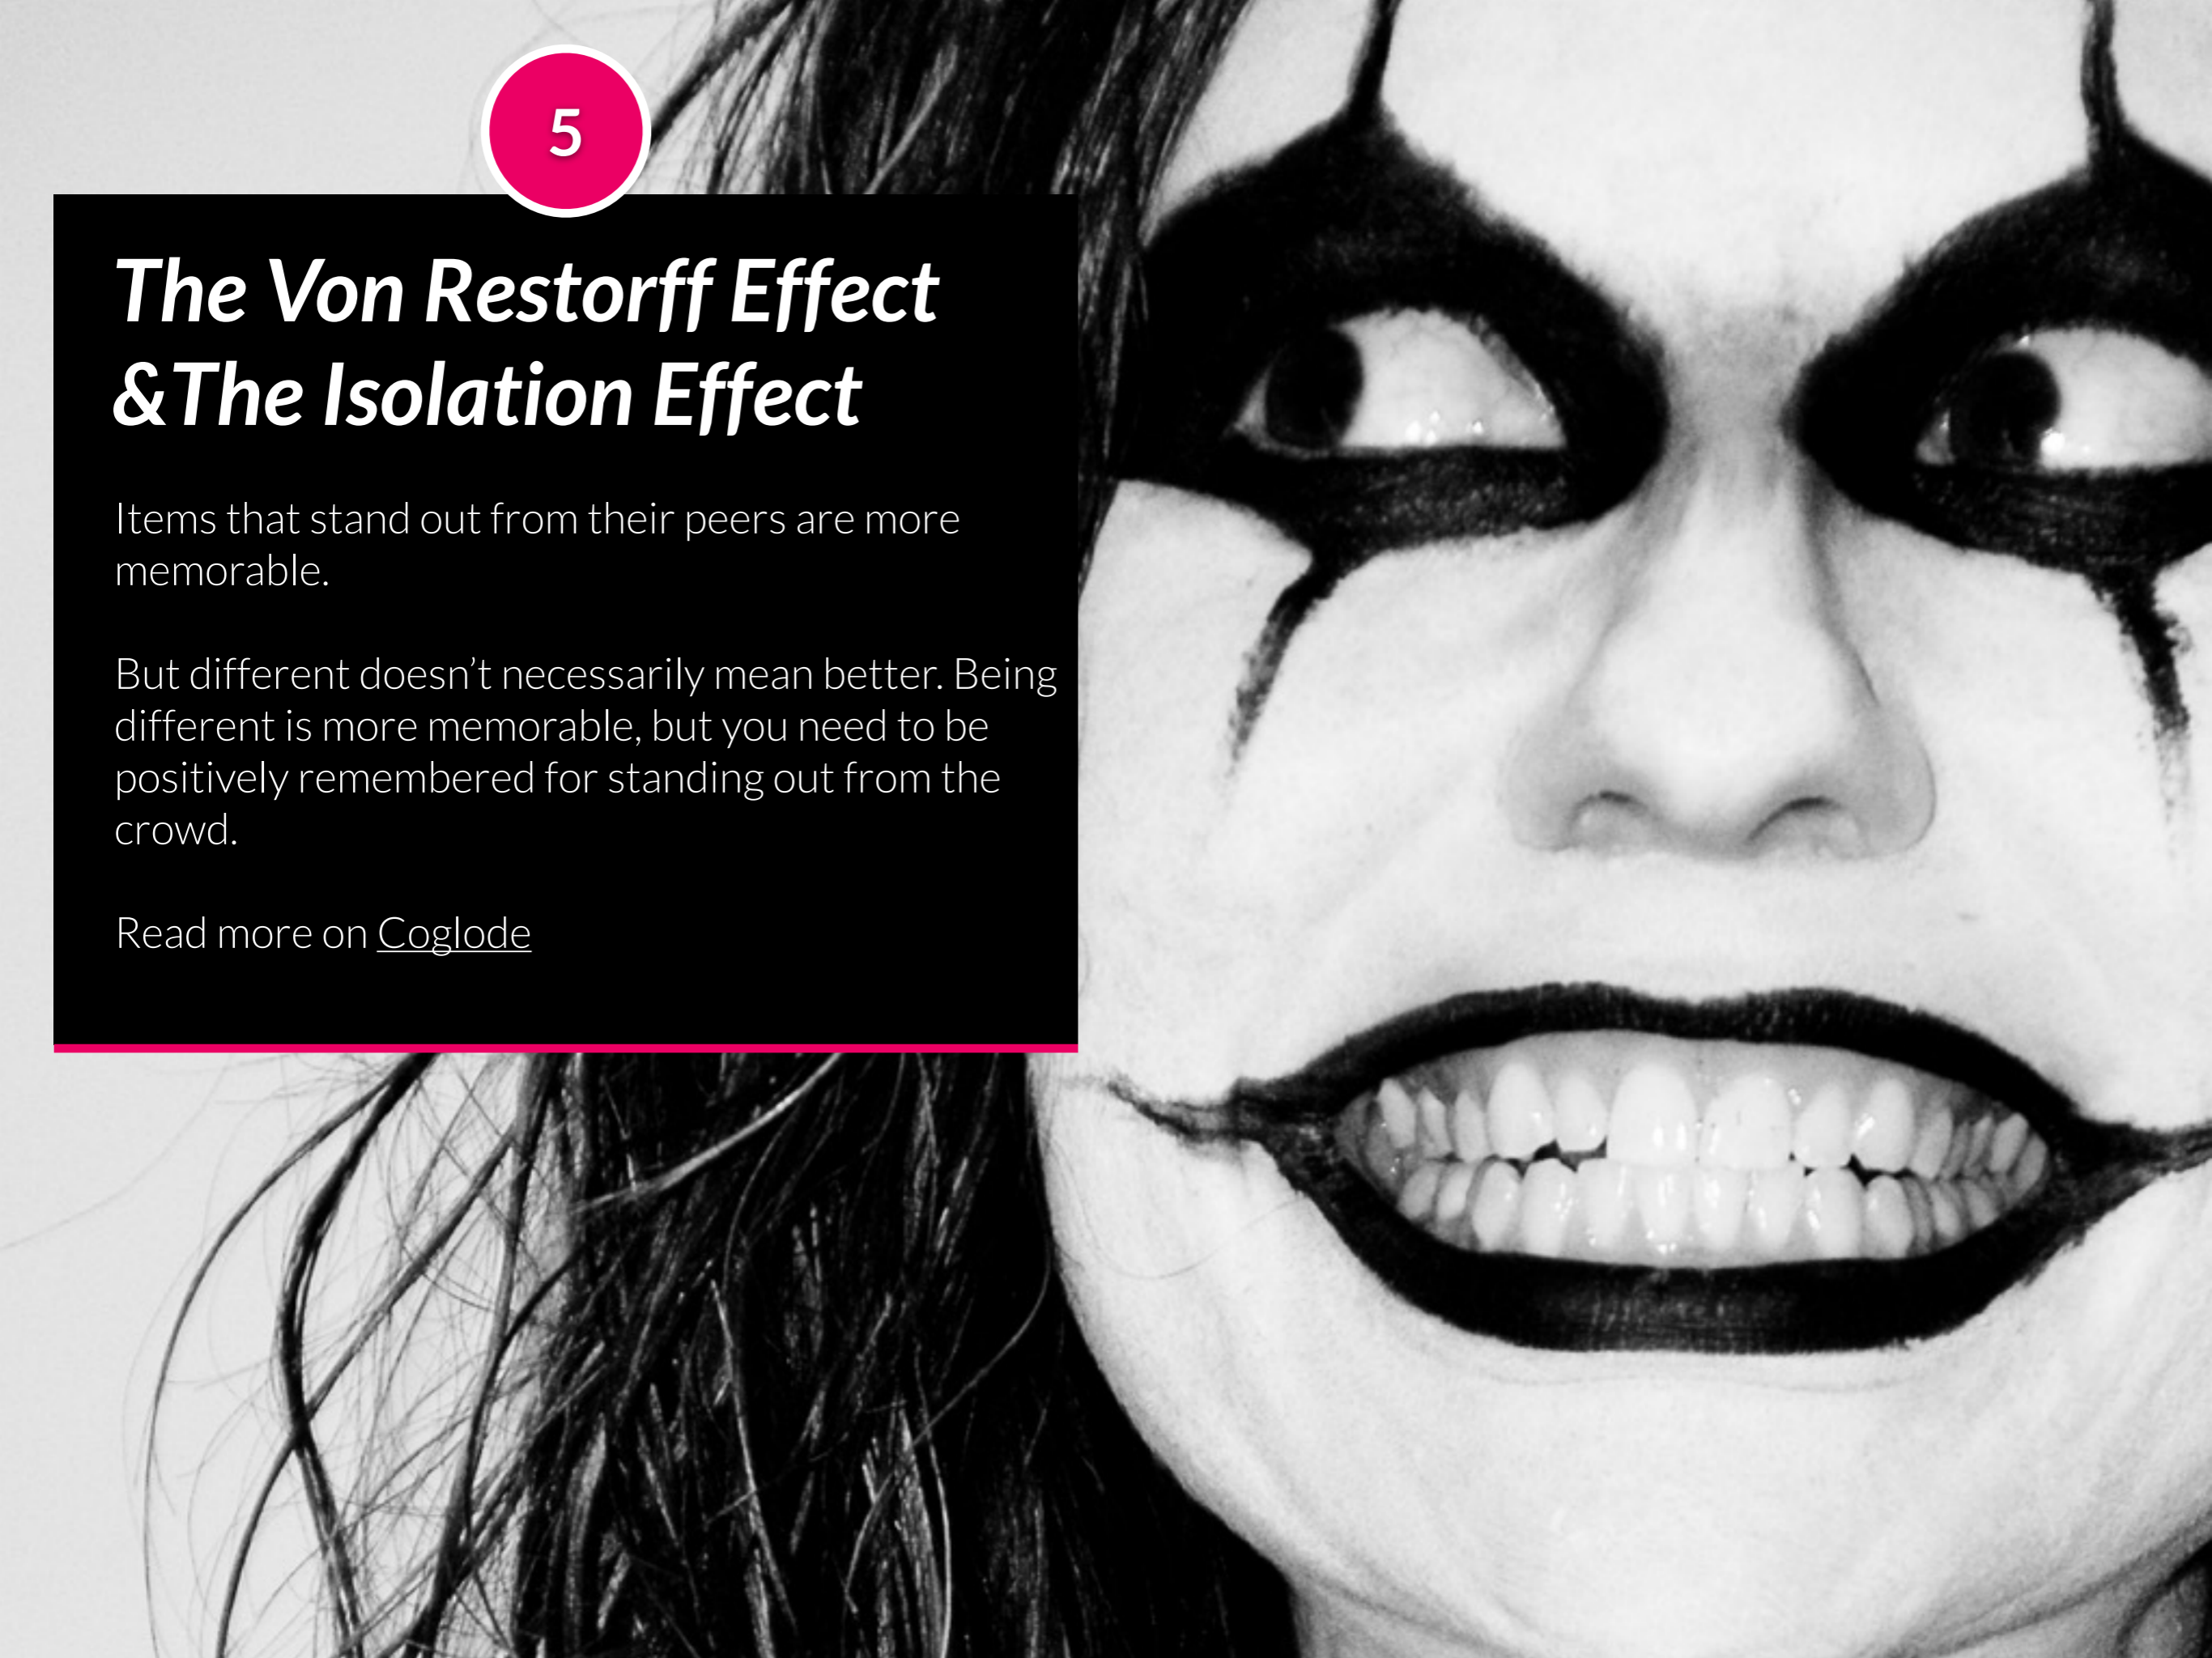 5
The Von Restorff Effect
&The Isolation Effect
Items that stand out from their peers are more
memorable.
But different doesn’t necessarily mean better. Being
different is more memorable, but you need to be
positively remembered for standing out from the
crowd.
Read more on Coglode